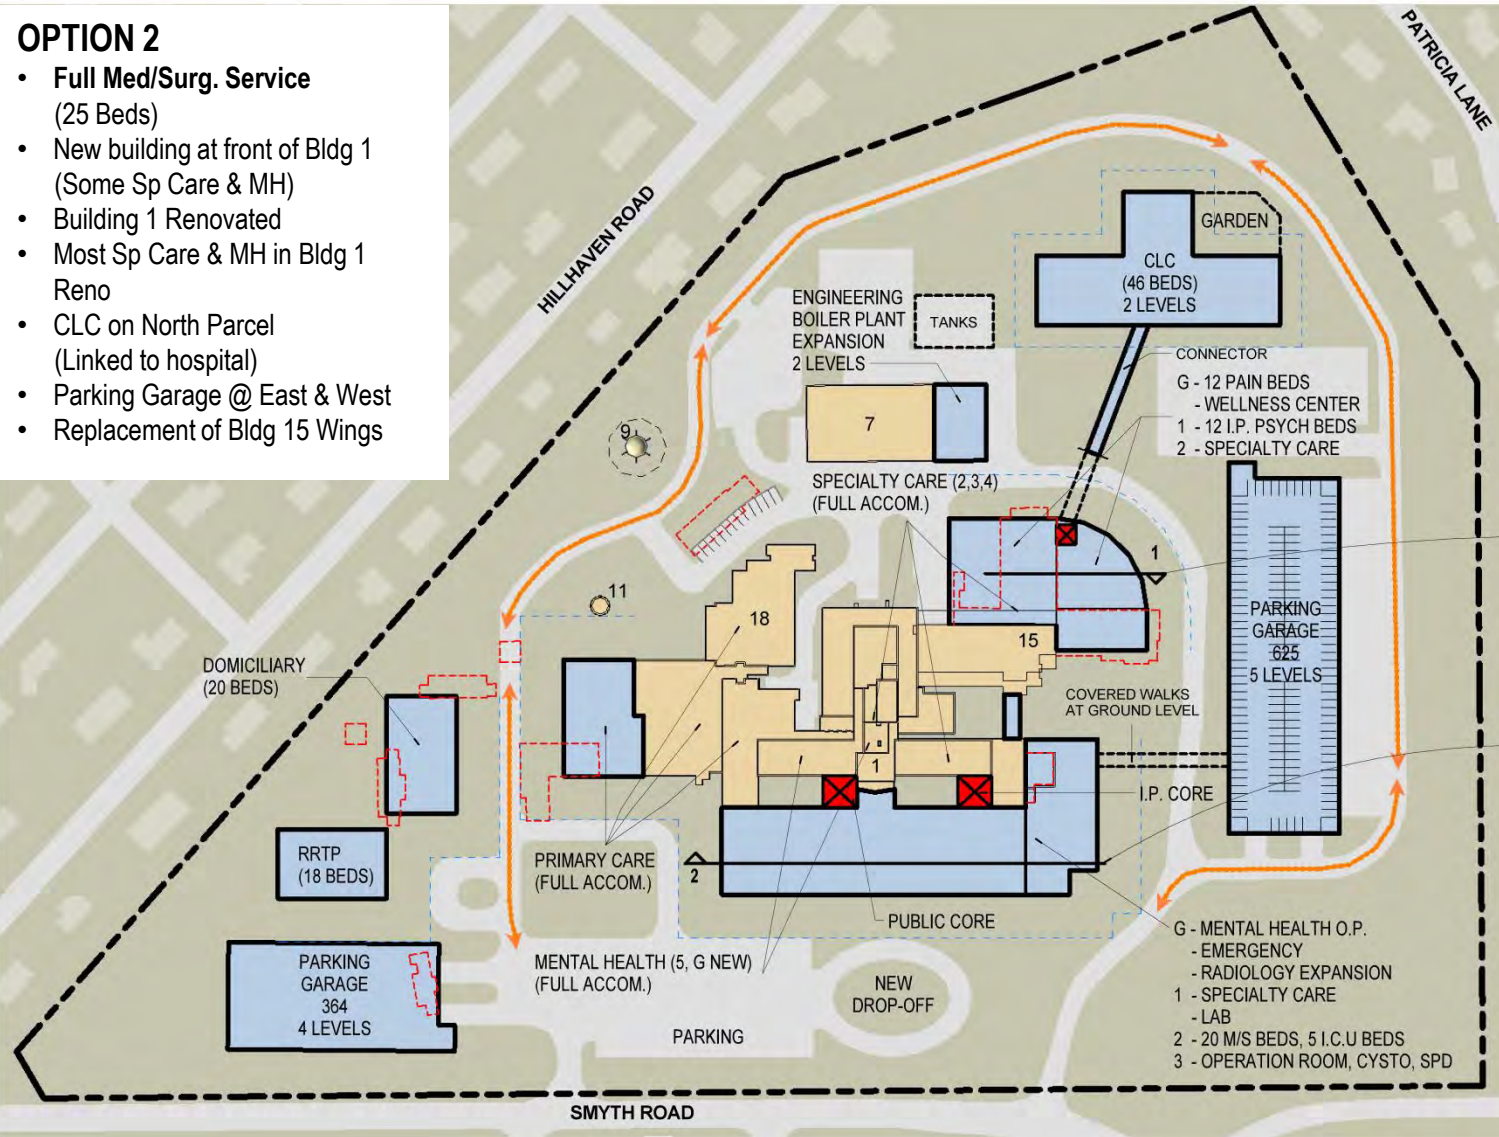 OPTION 2
• Full Med/Surg. Service
(25 Beds)
• New building at front of Bldg 1
(Some Sp Care & MH)
• Building 1 Renovated
• Most Sp Care & MH in Bldg 1
Reno
• CLC on North Parcel
(Linked to hospital)
• Parking Garage @ East & West
• Replacement of Bldg 15 Wings
PATRICIA LANE
HILLHAVEN ROAD
GARDEN
CLC
(46 BEDS)
2 LEVELS
ENGINEERING
BOILER PLANT
EXPANSION
2 LEVELS
TANKS
CONNECTOR
G - 12 PAIN BEDS
- WELLNESS CENTER
1 - 12 I.P. PSYCH BEDS
2 - SPECIALTY CARE
7
9
SPECIALTY CARE (2,3,4)
(FULL ACCOM.)
1
11
18
15
PARKING
GARAGE
625
5 LEVELS
DOMICILIARY
(20 BEDS)
COVERED WALKS
AT GROUND LEVEL
1
I.P. CORE
RRTP
(18 BEDS)
PRIMARY CARE
(FULL ACCOM.)
2
PUBLIC CORE
PARKING
GARAGE
364
4 LEVELS
MENTAL HEALTH (5, G NEW)
(FULL ACCOM.)
NEW
DROP-OFF
PARKING
G - MENTAL HEALTH O.P.
- EMERGENCY
- RADIOLOGY EXPANSION
1 - SPECIALTY CARE
- LAB
2 - 20 M/S BEDS, 5 I.C.U BEDS
3 - OPERATION ROOM, CYSTO, SPD
SMYTH ROAD